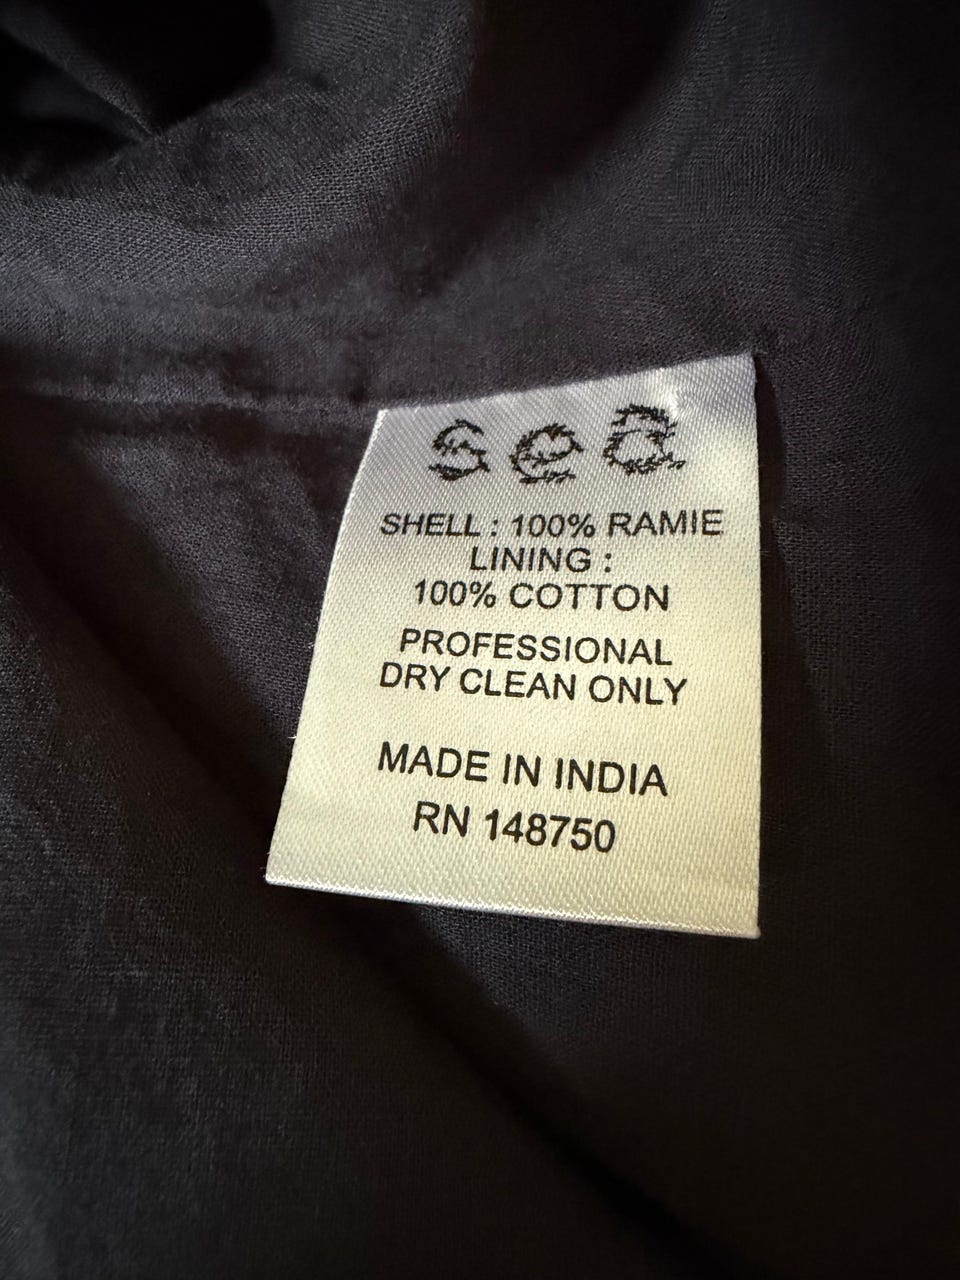 sea
SHELL : 100% RAMIE
LINING :
100% COTTON
PROFESSIONAL
DRY CLEAN ONLY
MADE IN INDIA
RN 148750